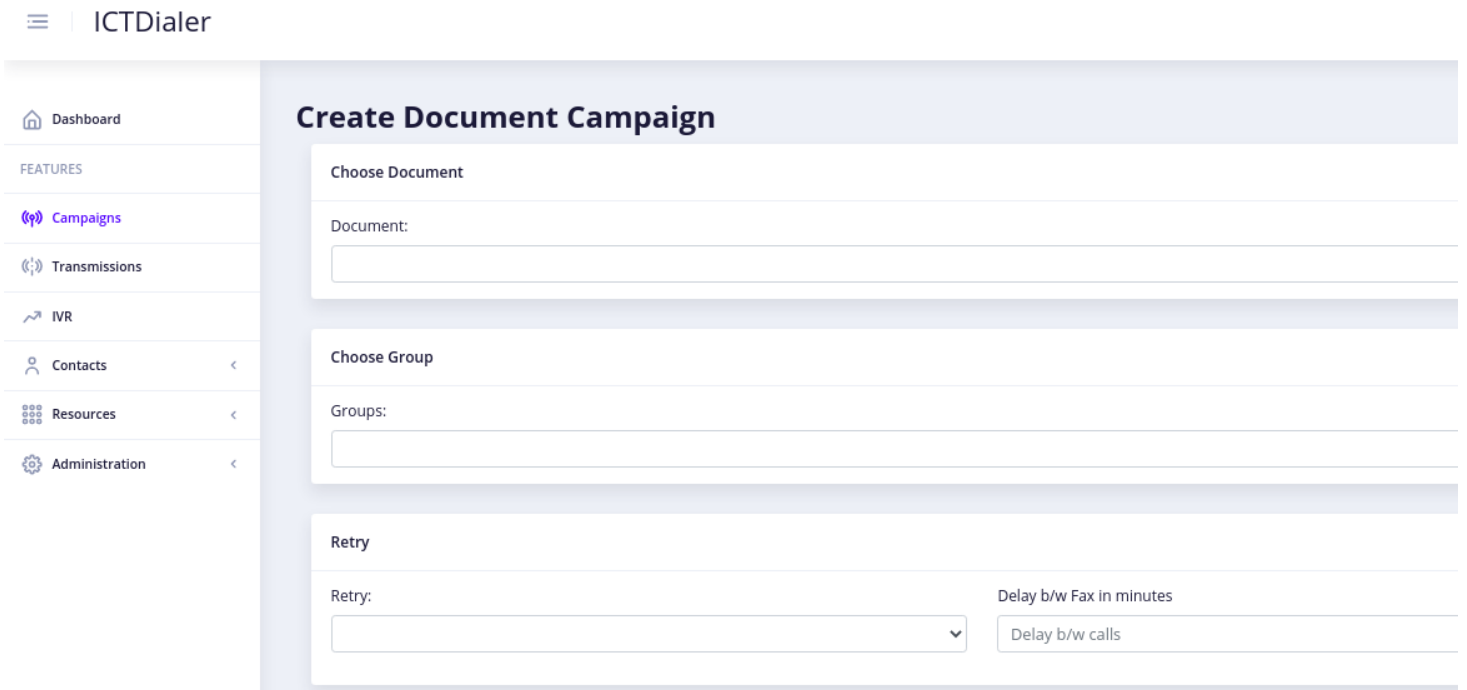 ICTDialer
Dashboard
FEATURES
Campaigns
Transmissions
IVR
Contacts
Resources
Administration
Create Document Campaign
Choose Document
Document:
Choose Group
Groups:
Retry
Retry:
Delay b/w Fax in minutes
Delay b/w calls